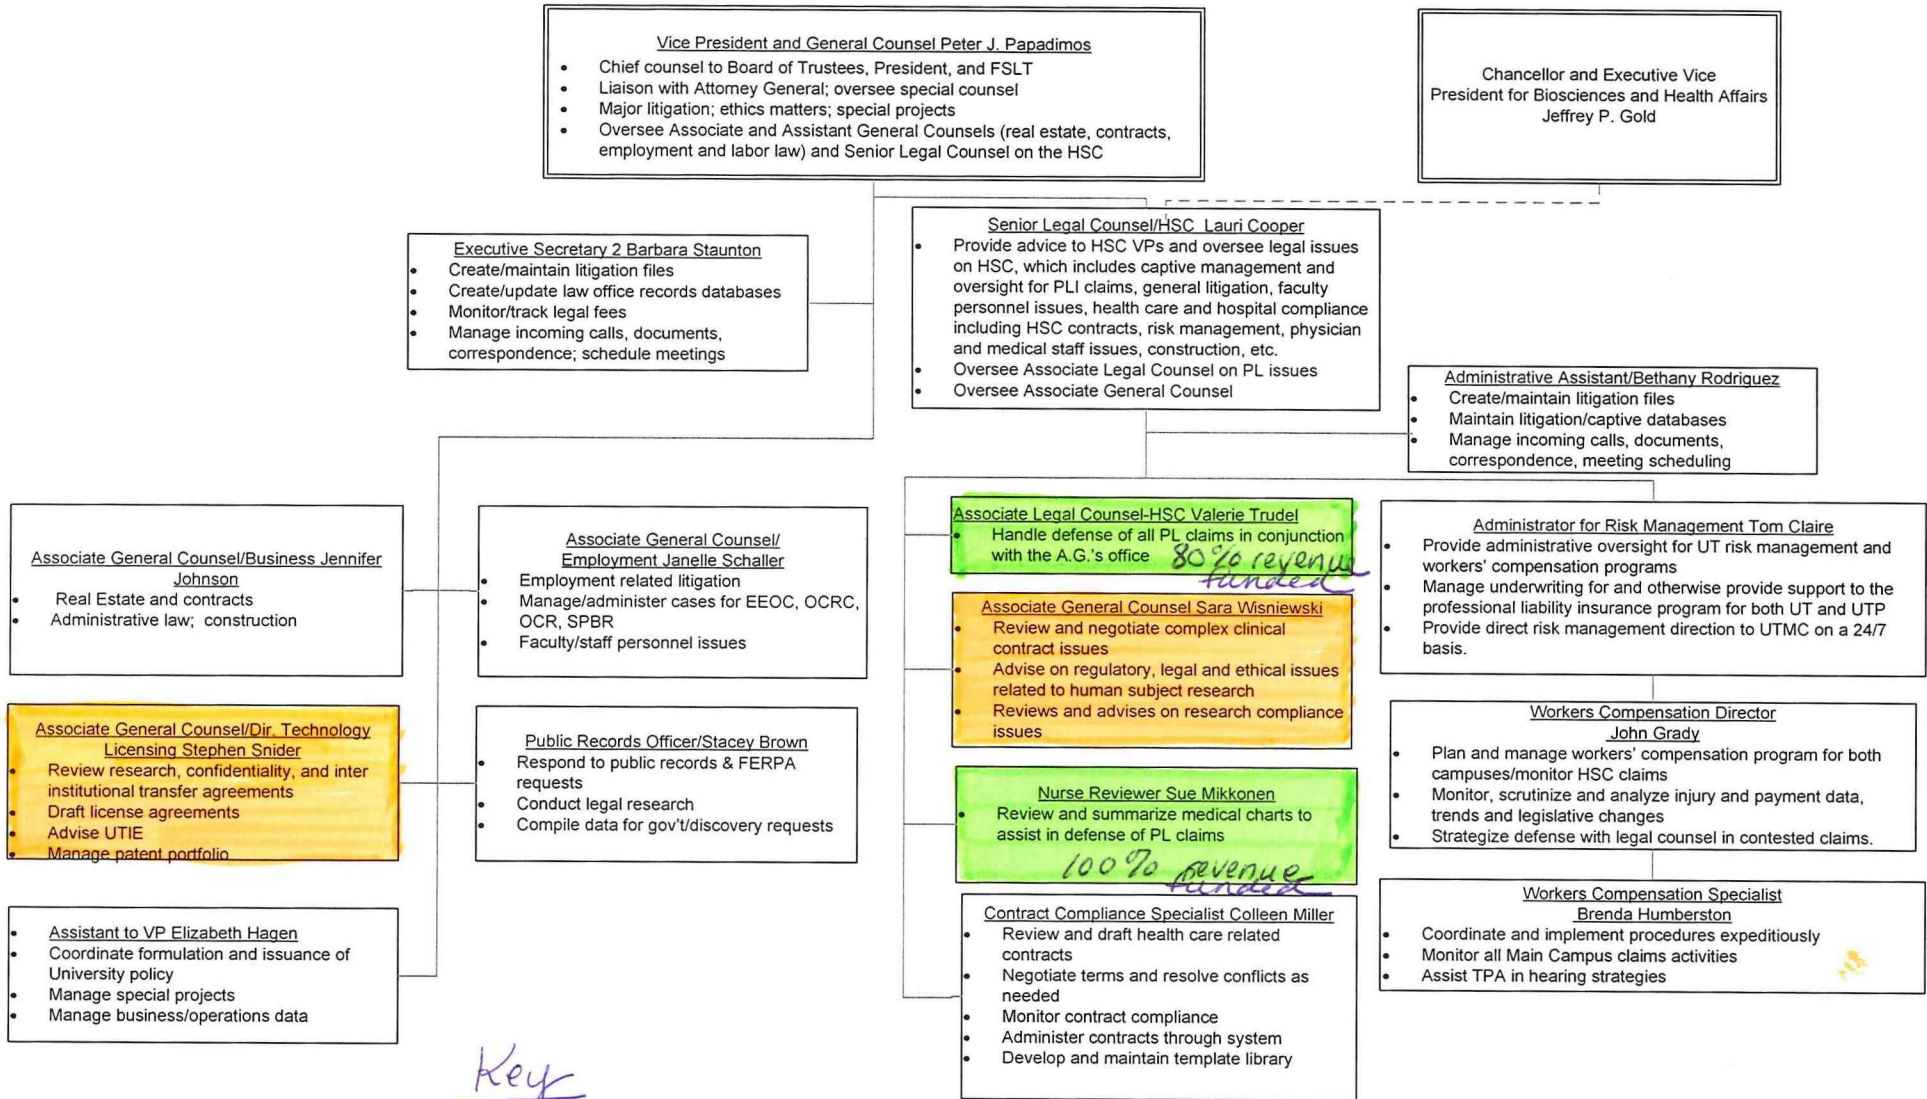 Vice President and General Counsel Peter J. Papadimos
• Chief counsel to Board of Trustees, President, and FSLT
• Liaison with Attorney General; oversee special counsel
• Major litigation; ethics matters; special projects
• Oversee Associate and Assistant General Counsels (real estate, contracts,
employment and labor law) and Senior Legal Counsel on the HSC
Chancellor and Executive Vice
President for Biosciences and Health Affairs
Jeffrey P. Gold
Executive Secretary 2 Barbara Staunton
• Create/maintain litigation files
• Create/update law office records databases
• Monitor/track legal fees
• Manage incoming calls, documents,
correspondence; schedule meetings
Senior Legal Counsel/HSC Lauri Cooper
• Provide advice to HSC VPs and oversee legal issues
on HSC, which includes captive management and
oversight for PLI claims, general litigation, faculty
personnel issues, health care and hospital compliance
including HSC contracts, risk management, physician
and medical staff issues, construction, etc.
• Oversee Associate Legal Counsel on PL issues
• Oversee Associate General Counsel
Administrative Assistant/Bethany Rodriguez
• Create/maintain litigation files
• Maintain litigation/captive databases
• Manage incoming calls, documents,
correspondence, meeting scheduling
Associate General Counsel/Business Jennifer
Johnson
• Real Estate and contracts
• Administrative law; construction
Associate General Counsel/
Employment Janelle Schaller
• Employment related litigation
• Manage/administer cases for EEOC, OCRC,
OCR, SPBR
• Faculty/staff personnel issues
Associate Legal Counsel-HSC Valerie Trudel
• Handle defense of all PL claims in conjunction
with the A.G.'s office 80% revenue
funded
Administrator for Risk Management Tom Claire
• Provide administrative oversight for UT risk management and
workers' compensation programs
• Manage underwriting for and otherwise provide support to the
professional liability insurance program for both UT and UTP
• Provide direct risk management direction to UTMC on a 24/7
basis.
Associate General Counsel Sara Wisniewski
• Review and negotiate complex clinical
contract issues
• Advise on regulatory, legal and ethical issues
related to human subject research
• Reviews and advises on research compliance
issues
Associate General Counsel/Dir. Technology
Licensing Stephen Snider
• Review research, confidentiality, and inter
institutional transfer agreements
• Draft license agreements
• Advise UTIE
• Manage patent portfolio
Public Records Officer/Stacey Brown
• Respond to public records & FERPA
requests
• Conduct legal research
• Compile data for gov't/discovery requests
Workers Compensation Director
John Grady
• Plan and manage workers' compensation program for both
campuses/monitor HSC claims
• Monitor, scrutinize and analyze injury and payment data,
trends and legislative changes
• Strategize defense with legal counsel in contested claims.
Nurse Reviewer Sue Mikkonen
• Review and summarize medical charts to
assist in defense of PL claims
100% revenue
funded
Workers Compensation Specialist
Brenda Humberston
• Coordinate and implement procedures expeditiously
• Monitor all Main Campus claims activities
• Assist TPA in hearing strategies
• Assistant to VP Elizabeth Hagen
• Coordinate formulation and issuance of
University policy
• Manage special projects
• Manage business/operations data
Contract Compliance Specialist Colleen Miller
• Review and draft health care related
contracts
• Negotiate terms and resolve conflicts as
needed
• Monitor contract compliance
• Administer contracts through system
• Develop and maintain template library
Key